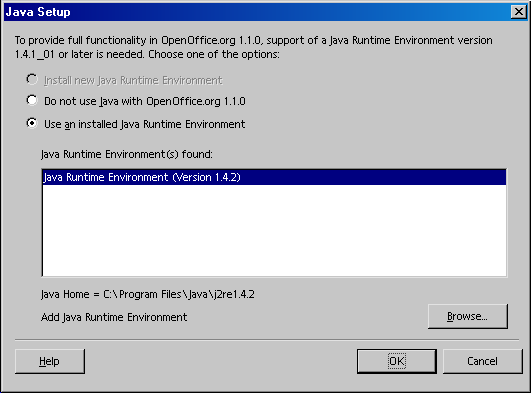 Java Setup
To provide full functionality in OpenOffice.org 1.1.0, support of a Java Runtime Environment version
1.4.1_01 or later is needed. Choose one of the options:
Install new Java Runtime Environment
Do not use Java with OpenOffice.org 1.1.0
Use an installed Java Runtime Environment
Java Runtime Environment(s) found:
Java Runtime Environment (Version 1.4.2)
Java Home = C:\Program Files\Java\j2re1.4.2
Add Java Runtime Environment
Browse...
Help
OK
Cancel